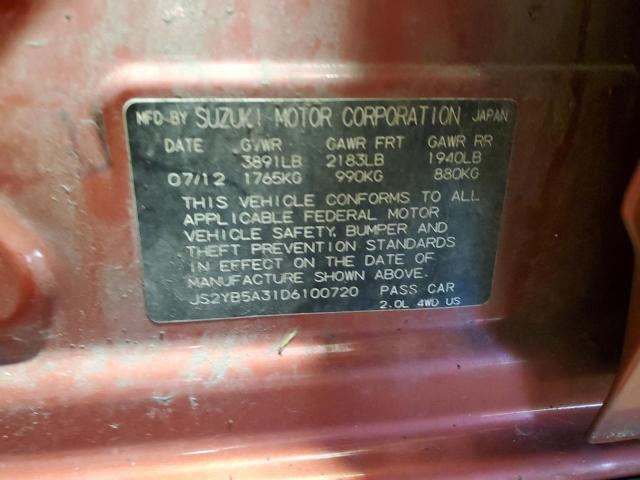 MFD BY SUZUKI MOTOR CORPORATION JAPAN
DATE GVWR GAWR FRT GAWR RR
3891LB 2183LB 1940LB
07/12 1765KG 990KG 880KG
THIS VEHICLE CONFORMS TO ALL
APPLICABLE FEDERAL MOTOR
VEHICLE SAFETY, BUMPER AND
THEFT PREVENTION STANDARDS
IN EFFECT ON THE DATE OF
MANUFACTURE SHOWN ABOVE.
JS2YB5A31D6100720 PASS CAR
2.0L 4WD US